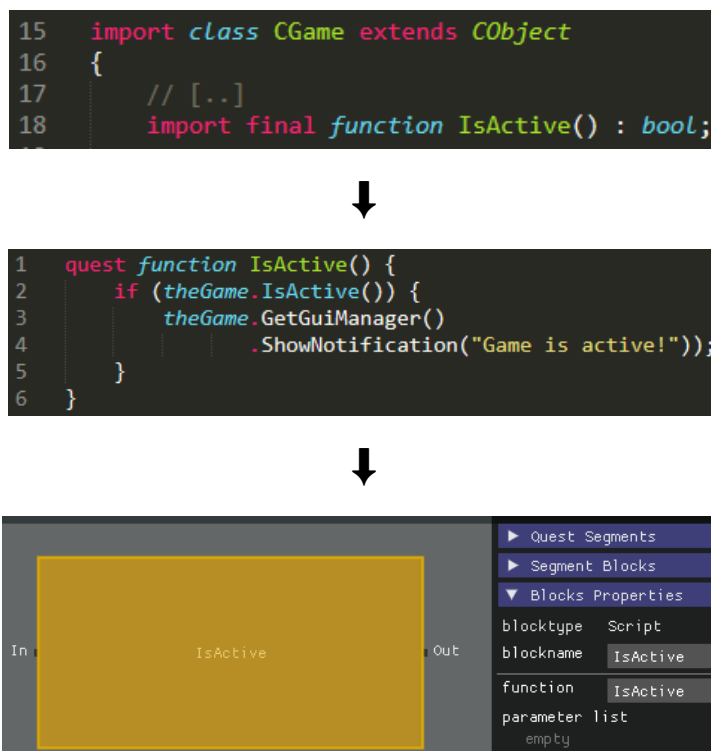 15 import class CGame extends CObject
16 {
17 // [..]
18 import final function IsActive() : bool;
1 quest function IsActive() {
2 if (theGame.IsActive()) {
3 theGame.GetGuiManager()
4 .ShowNotification("Game is active!"));
5 }
6 }
In
IsActive
Out
▶ Quest Segments
▶ Segment Blocks
▼ Blocks Properties
blocktype Script
blockname IsActive
function IsActive
parameter list
empty